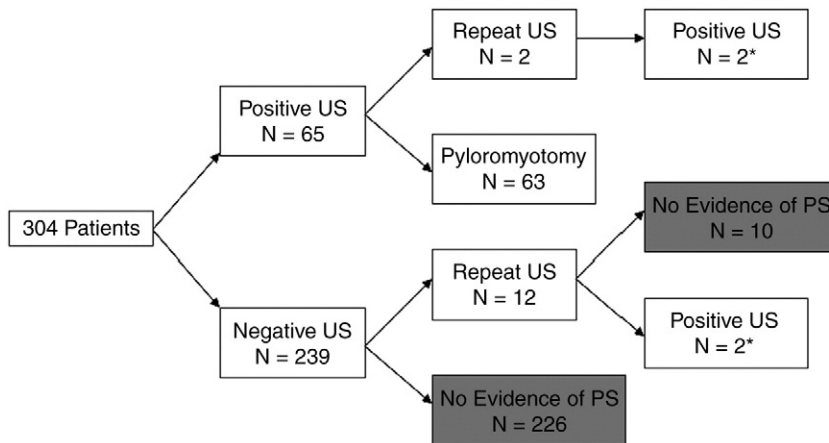 304 Patients
Positive US
N = 65
Repeat US
N = 2
Positive US
N = 2*
Pyloromyotomy
N = 63
Negative US
N = 239
Repeat US
N = 12
No Evidence of PS
N = 10
Positive US
N = 2*
No Evidence of PS
N = 226